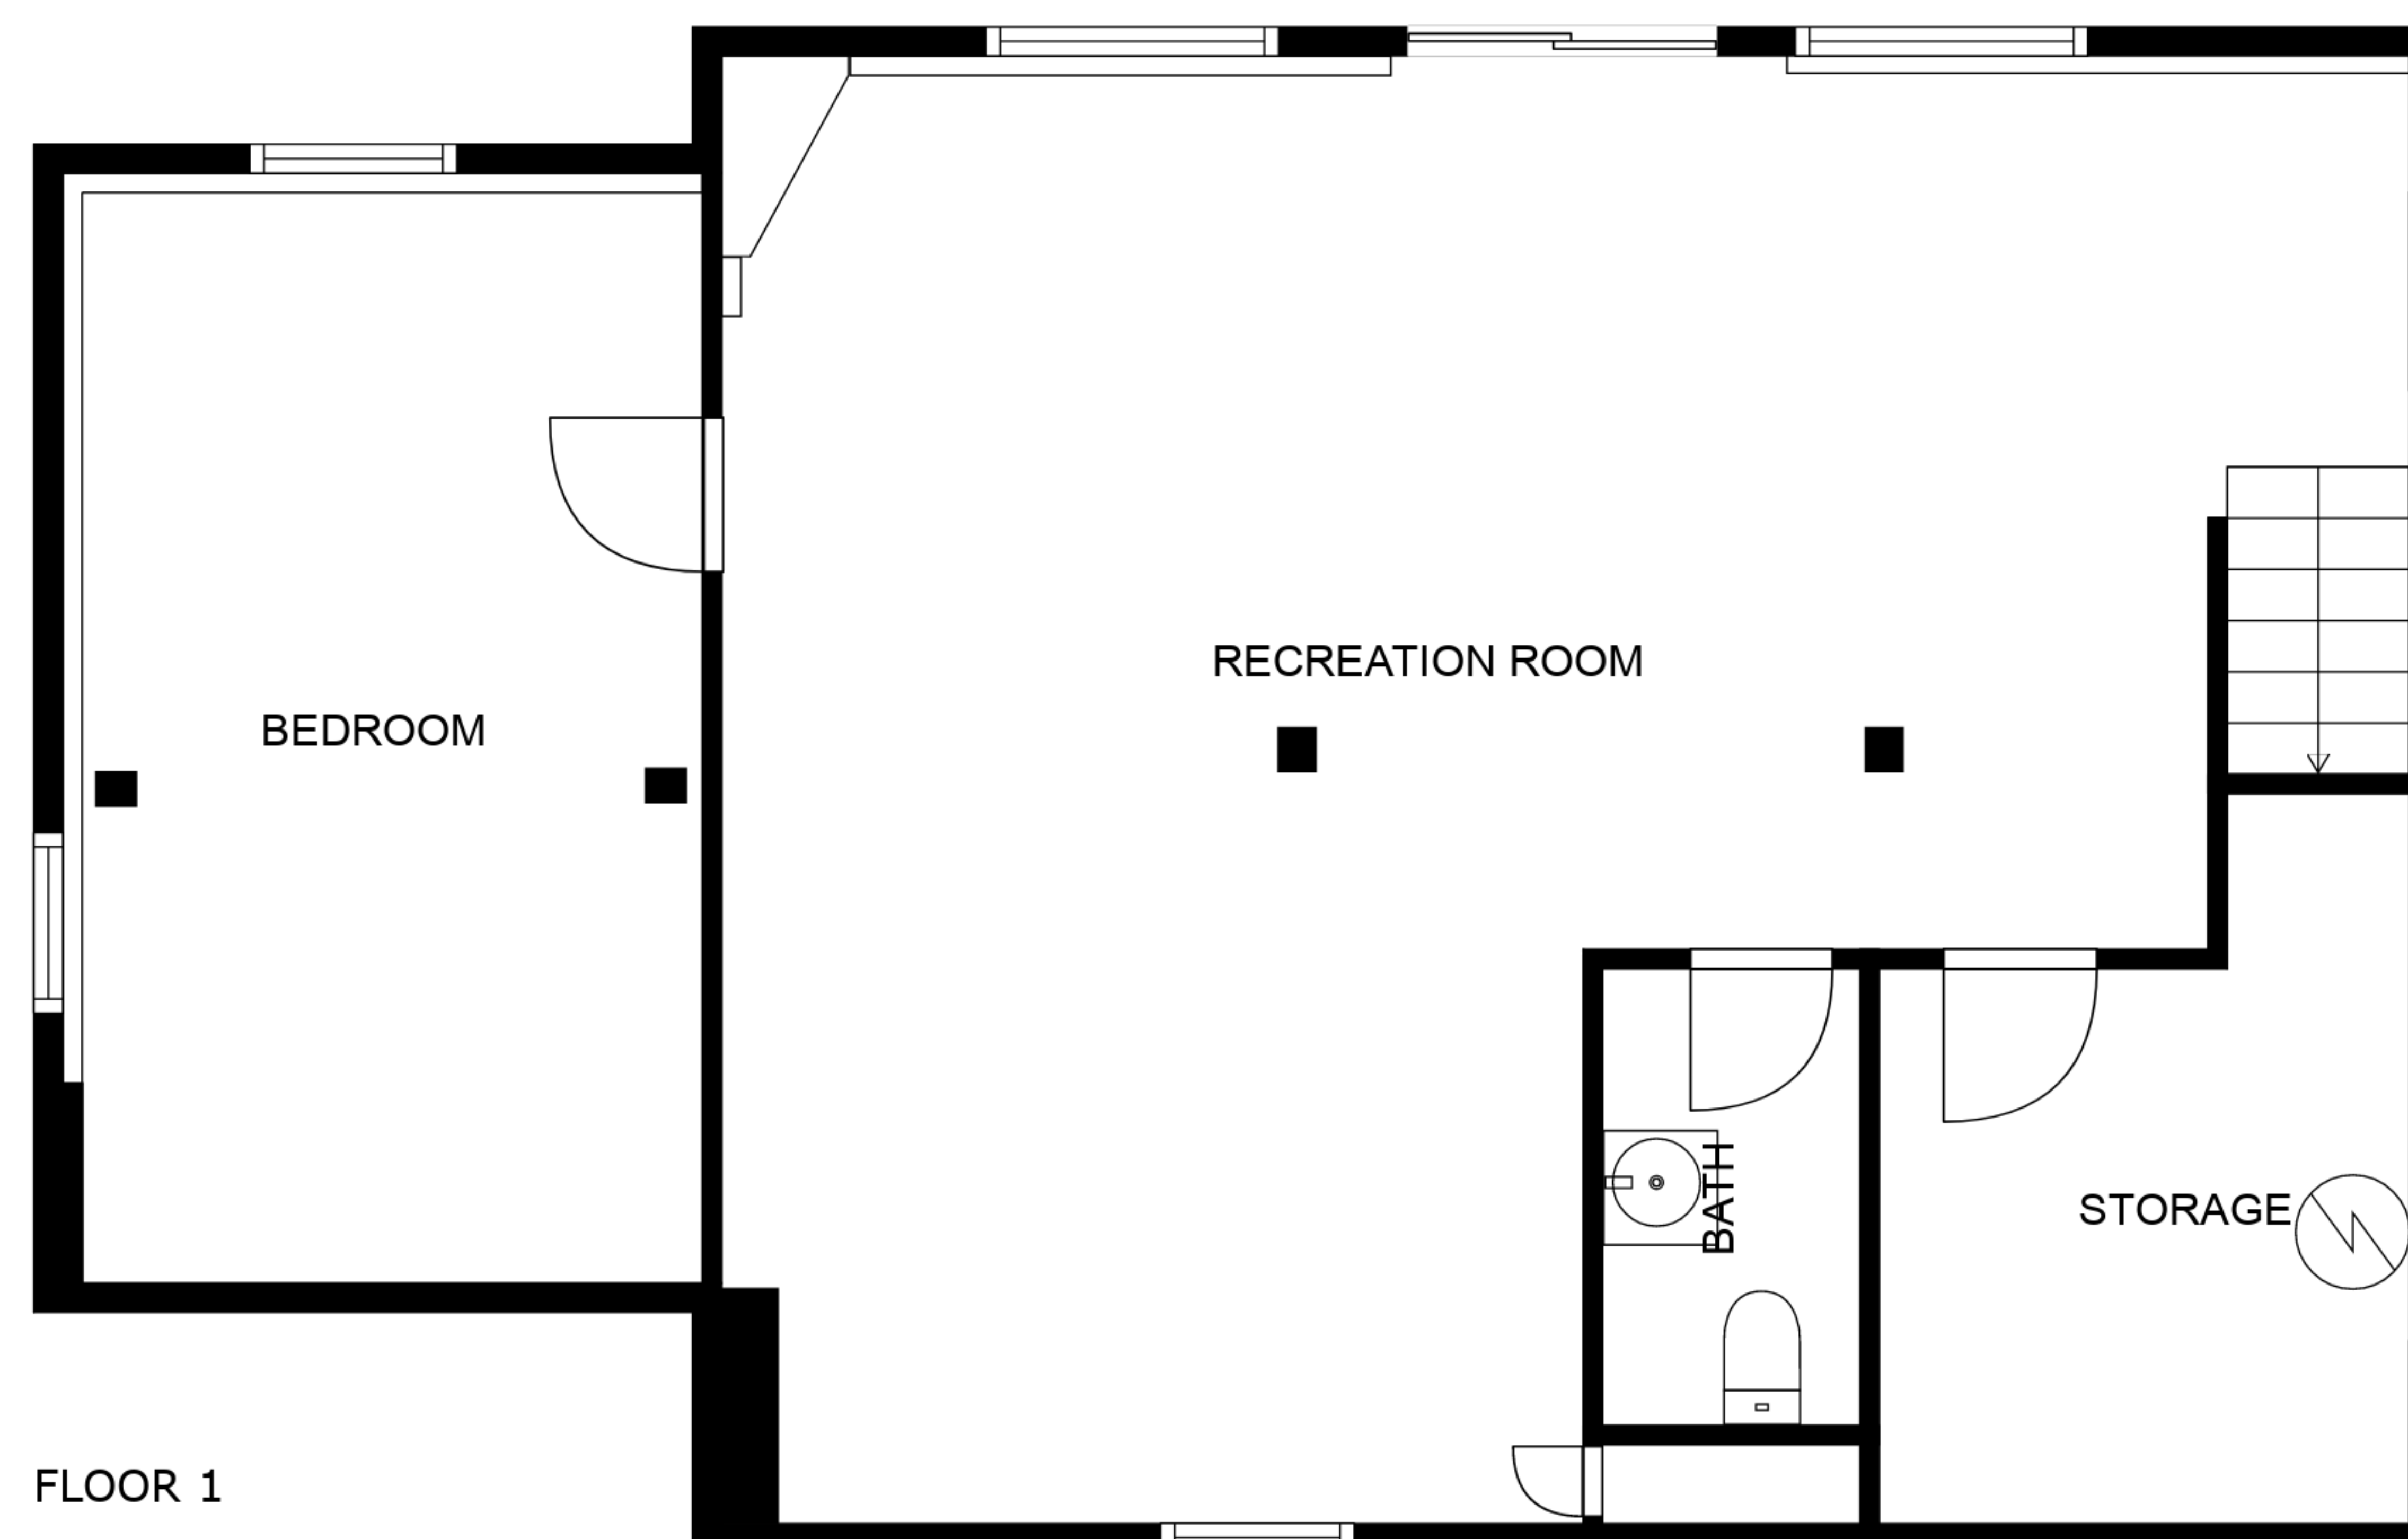 RECREATION ROOM
BEDROOM
BATH
STORAGE
FLOOR 1